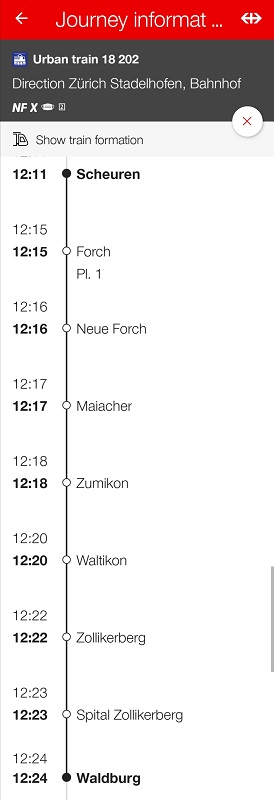 Journey informat ...
Urban train 18 202
Direction Zürich Stadelhofen, Bahnhof
NF X 2
Show train formation
12:11 Scheuren
12:15
12:15 Forch
Pl. 1
12:16
12:16 Neue Forch
12:17
12:17 Maiacher
12:18
12:18 Zumikon
12:20
12:20 Waltikon
12:22
12:22 Zollikerberg
12:23
12:23 Spital Zollikerberg
12:24
12:24 Waldburg